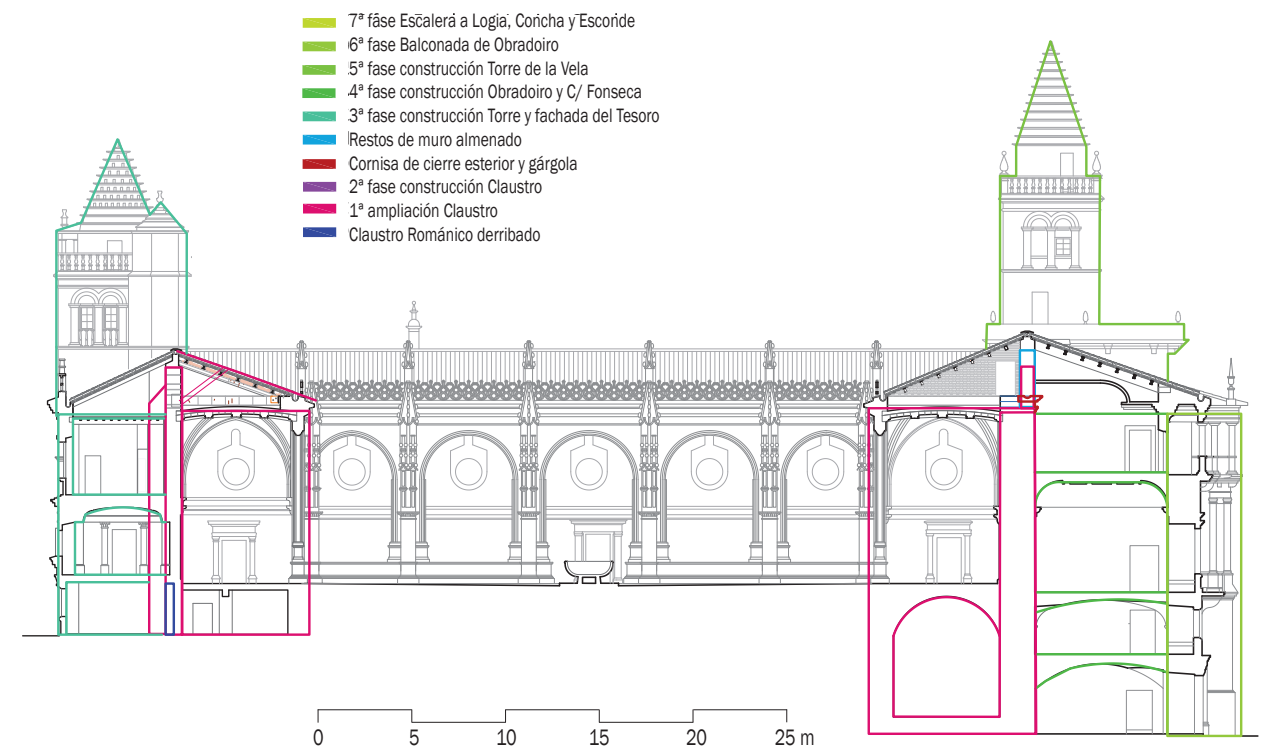 7ª fase Escalera a Logia, Concha y Esconde
6ª fase Balconada de Obradoiro
5ª fase construcción Torre de la Vela
4ª fase construcción Obradoiro y C/ Fonseca
3ª fase construcción Torre y fachada del Tesoro
Restos de muro almenado
Cornisa de cierre esterior y gárgola
2ª fase construcción Claustro
1ª ampliación Claustro
Claustro Románico derribado
0 5 10 15 20 25 m